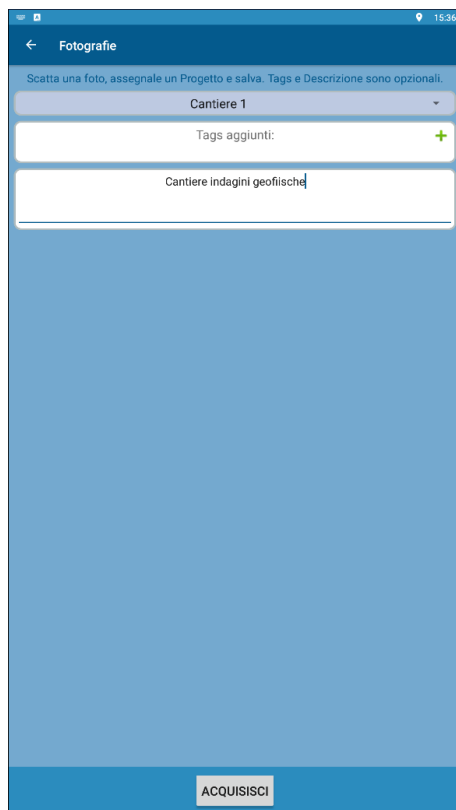 A
15:36
Fotografie
Scatta una foto, assegnale un Progetto e salva. Tags e Descrizione sono opzionali.
Cantiere 1
Tags aggiunti:
Cantiere indagini geofiische
ACQUISISCI